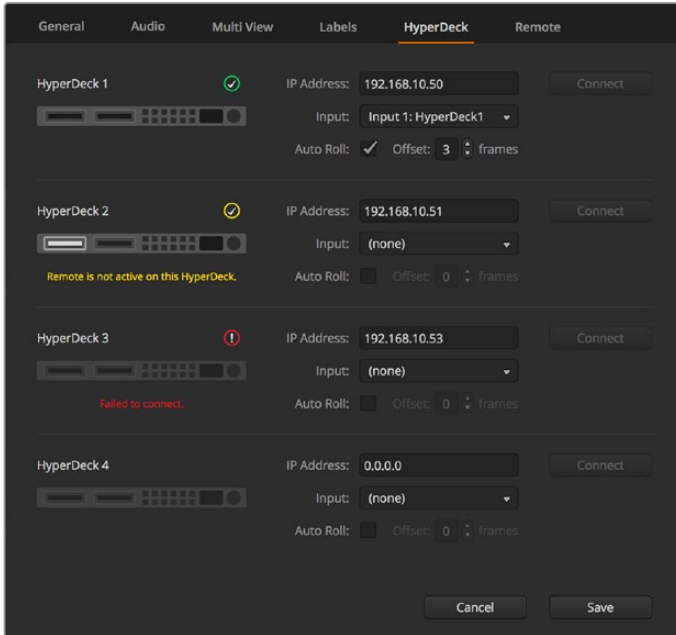 General Audio Multi View Labels HyperDeck Remote
HyperDeck 1 IP Address: 192.168.10.50 Connect
Input: Input 1: HyperDeck1
Auto Roll: Offset: 3 frames
HyperDeck 2 IP Address: 192.168.10.51 Connect
Input: (none)
Remote is not active on this HyperDeck. Auto Roll: Offset: 0 frames
HyperDeck 3 IP Address: 192.168.10.53 Connect
Input: (none)
Failed to connect. Auto Roll: Offset: 0 frames
HyperDeck 4 IP Address: 0.0.0.0 Connect
Input: (none)
Auto Roll: Offset: 0 frames
Cancel Save